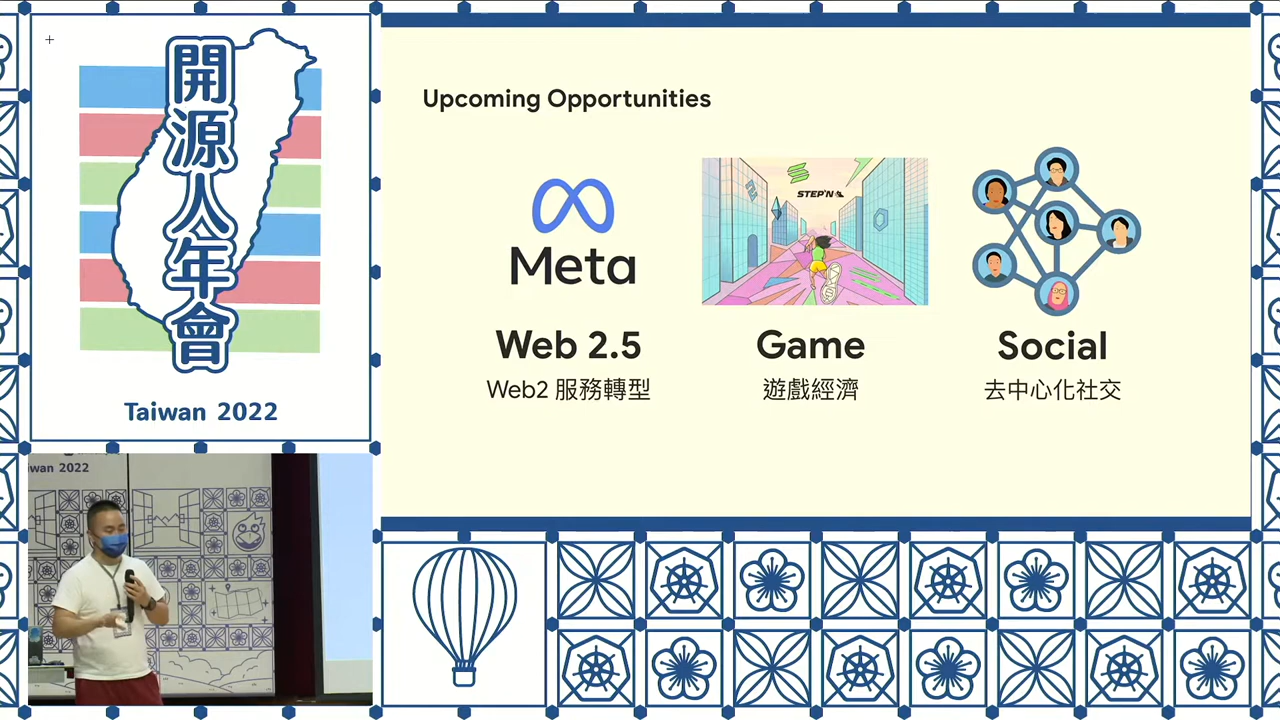 開源人年會
Taiwan 2022
Upcoming Opportunities
Meta
Web 2.5
Web2 服務轉型
STEP'N
Game
遊戲經濟
Social
去中心化社交
iwan 2022